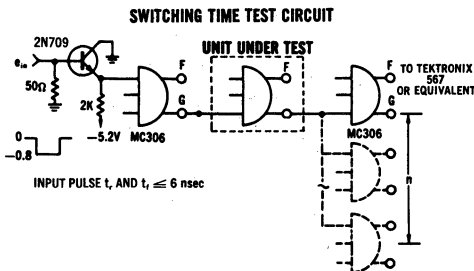 SWITCHING TIME TEST CIRCUIT
2N709
UNIT UNDER TEST
e in
F
F
F
TO TEKTRONIX
567
OR EQUIVALENT
50Ω
2K
G
G
-5.2V
MC306
MC306
0
-0.8
INPUT PULSE tr AND tf ≦ 6 nsec
n